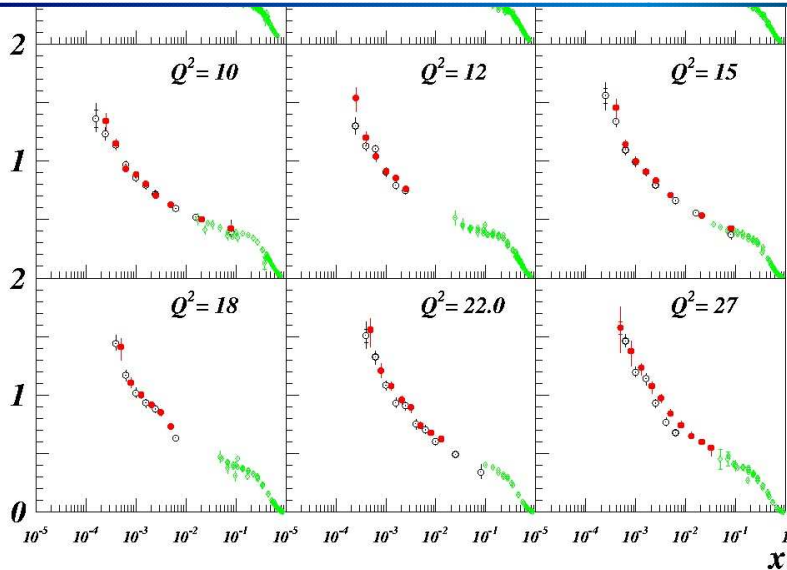 2
Q² = 10
Q² = 12
Q² = 15
1
2
Q² = 18
Q² = 22.0
Q² = 27
1
0
10⁻⁵ 10⁻⁴ 10⁻³ 10⁻² 10⁻¹ 10⁻⁵ 10⁻⁴ 10⁻³ 10⁻² 10⁻¹ 10⁻⁵ 10⁻⁴ 10⁻³ 10⁻² 10⁻¹ 1
x